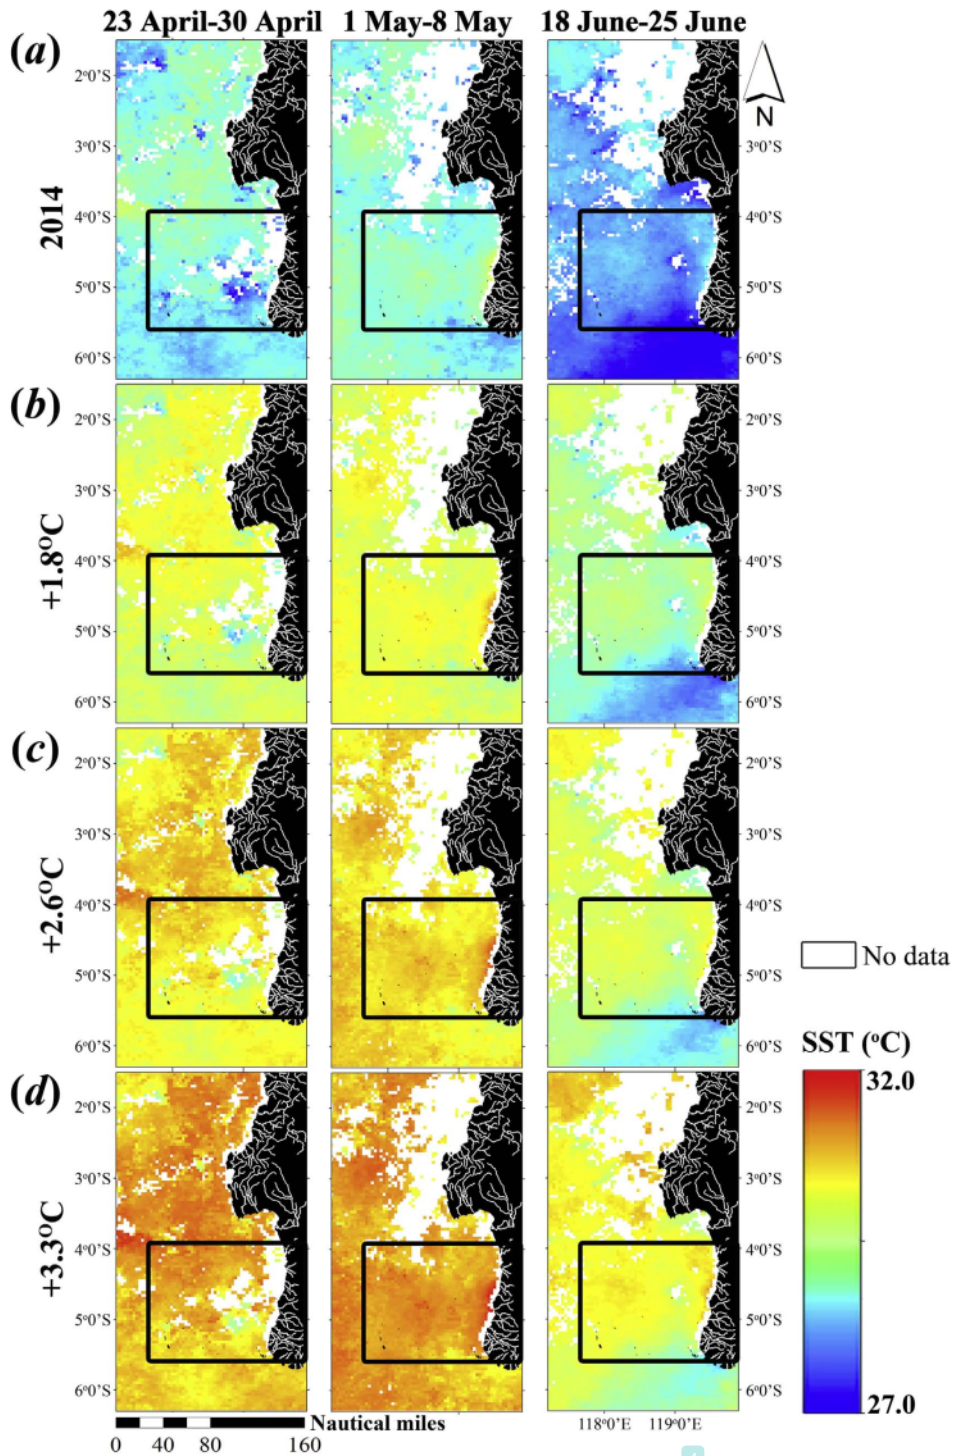 23 April-30 April 1 May-8 May 18 June-25 June
(a)
2014
2°0'S 2°0'S
3°0'S 3°0'S
4°0'S 4°0'S
5°0'S 5°0'S
6°0'S 6°0'S
N
(b)
+1.8°C
2°0'S 2°0'S
3°0'S 3°0'S
4°0'S 4°0'S
5°0'S 5°0'S
6°0'S 6°0'S
(c)
+2.6°C
2°0'S 2°0'S
3°0'S 3°0'S
4°0'S 4°0'S
5°0'S 5°0'S
6°0'S 6°0'S
No data
SST (°C)
32.0
27.0
(d)
+3.3°C
2°0'S 2°0'S
3°0'S 3°0'S
4°0'S 4°0'S
5°0'S 5°0'S
6°0'S 6°0'S
118°0'E 119°0'E
Nautical miles
0 40 80 160